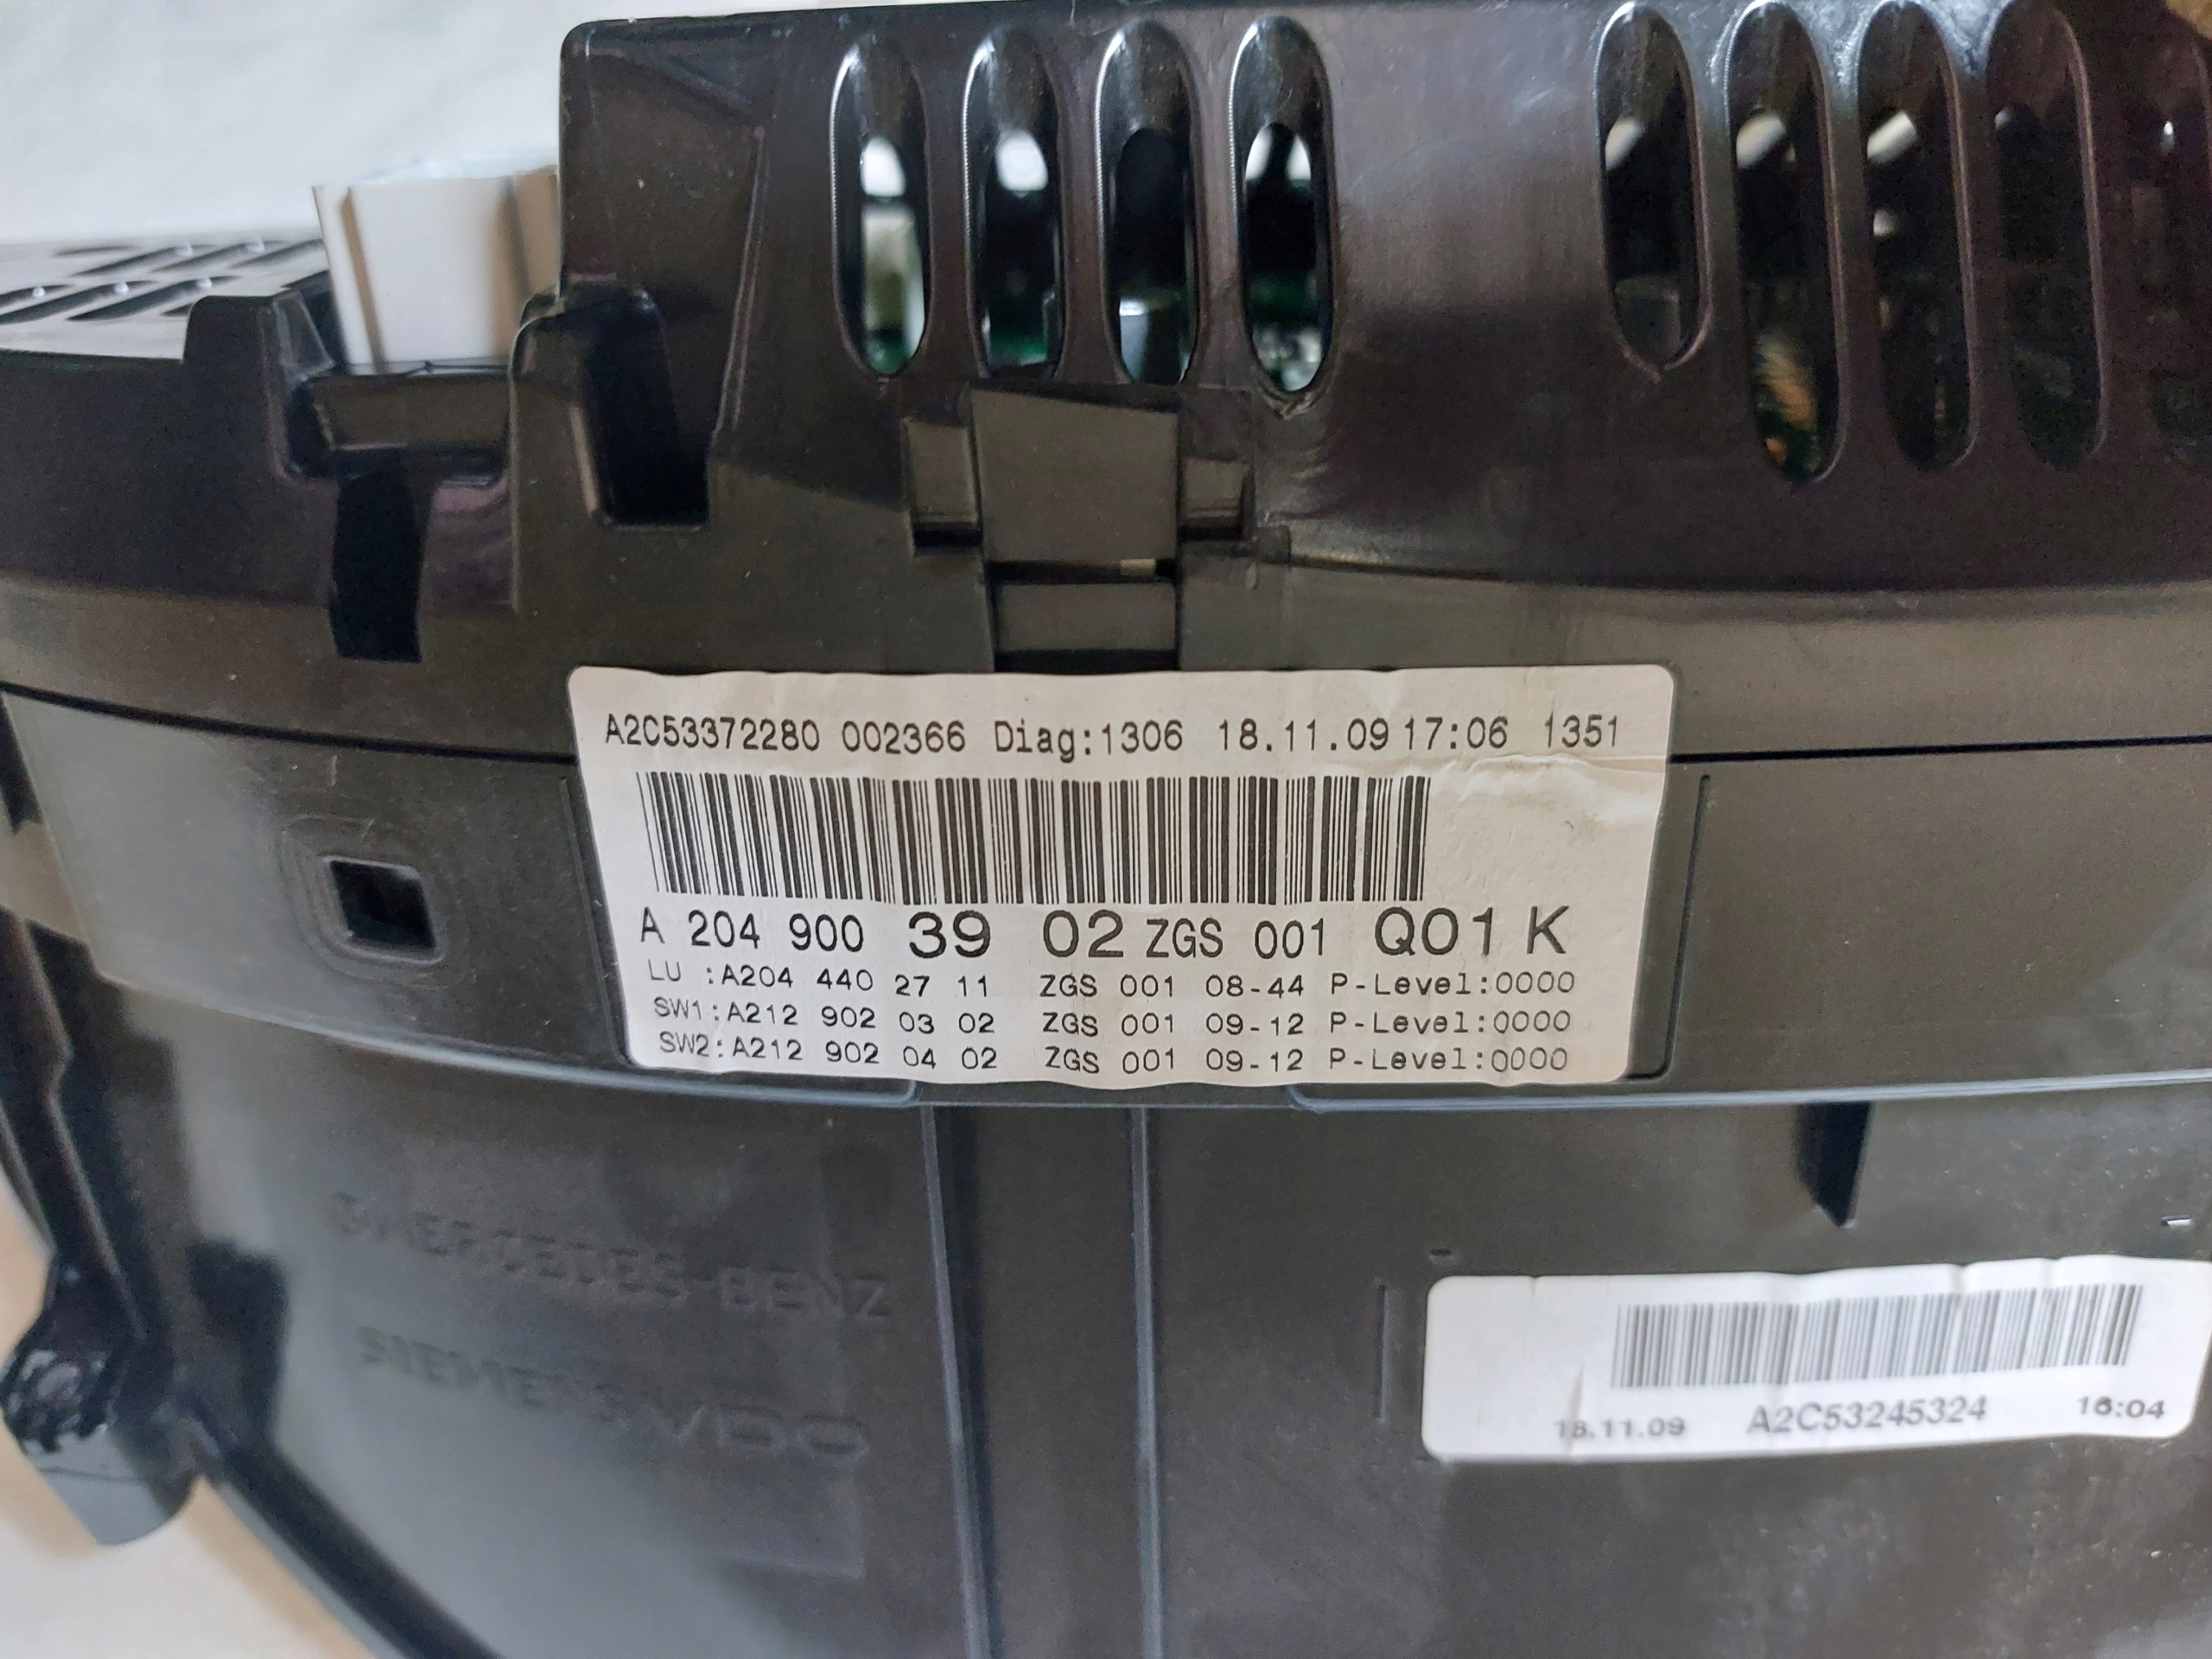 A2C53372280 002366 Diag:1306 18.11.09 17:06 1351
A 204 900 39 02 ZGS 001 Q01 K
LU :A204 440 27 11 ZGS 001 08-44 P-Level:0000
SW1:A212 902 03 02 ZGS 001 09-12 P-Level:0000
SW2:A212 902 04 02 ZGS 001 09-12 P-Level:0000
MERCEDES-BENZ
SIEMENS VDO
18.11.09 A2C53245324 16:04